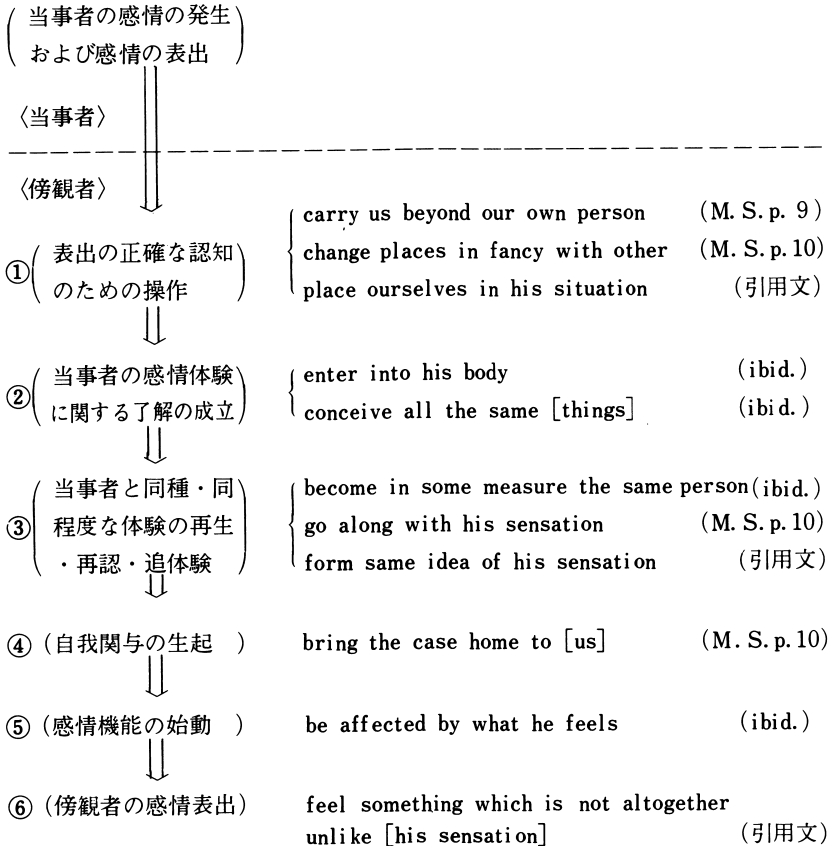 当事者の感情の発生
および感情の表出
〈当事者〉
〈傍観者〉
carry us beyond our own person (M. S. p. 9)
① 表出の正確な認知 change places in fancy with other (M. S. p. 10)
のための操作 place ourselves in his situation (引用文)
② 当事者の感情体験 enter into his body (ibid.)
に関する了解の成立 conceive all the same [things] (ibid.)
当事者と同種・同 become in some measure the same person (ibid.)
③ 程度な体験の再生 go along with his sensation (M. S. p. 10)
・再認・追体験 form same idea of his sensation (引用文)
④ (自我関与の生起 ) bring the case home to [us] (M. S. p. 10)
⑤ (感情機能の始動 ) be affected by what he feels (ibid.)
⑥ (傍観者の感情表出) feel something which is not altogether
unlike [his sensation] (引用文)